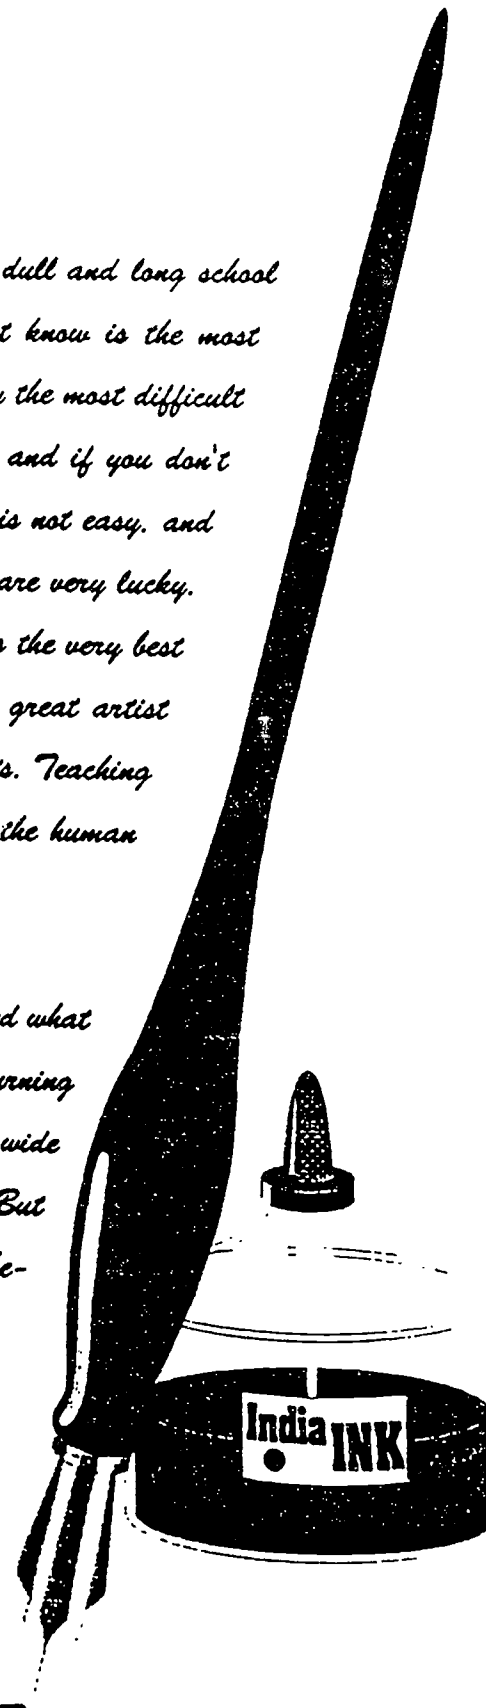 dull and long school
t know is the most
the most difficult
and if you don't
is not easy. and
are very lucky.
the very best
great artist
s. Teaching
the human
d what
urning
wide
But
e-
India INK